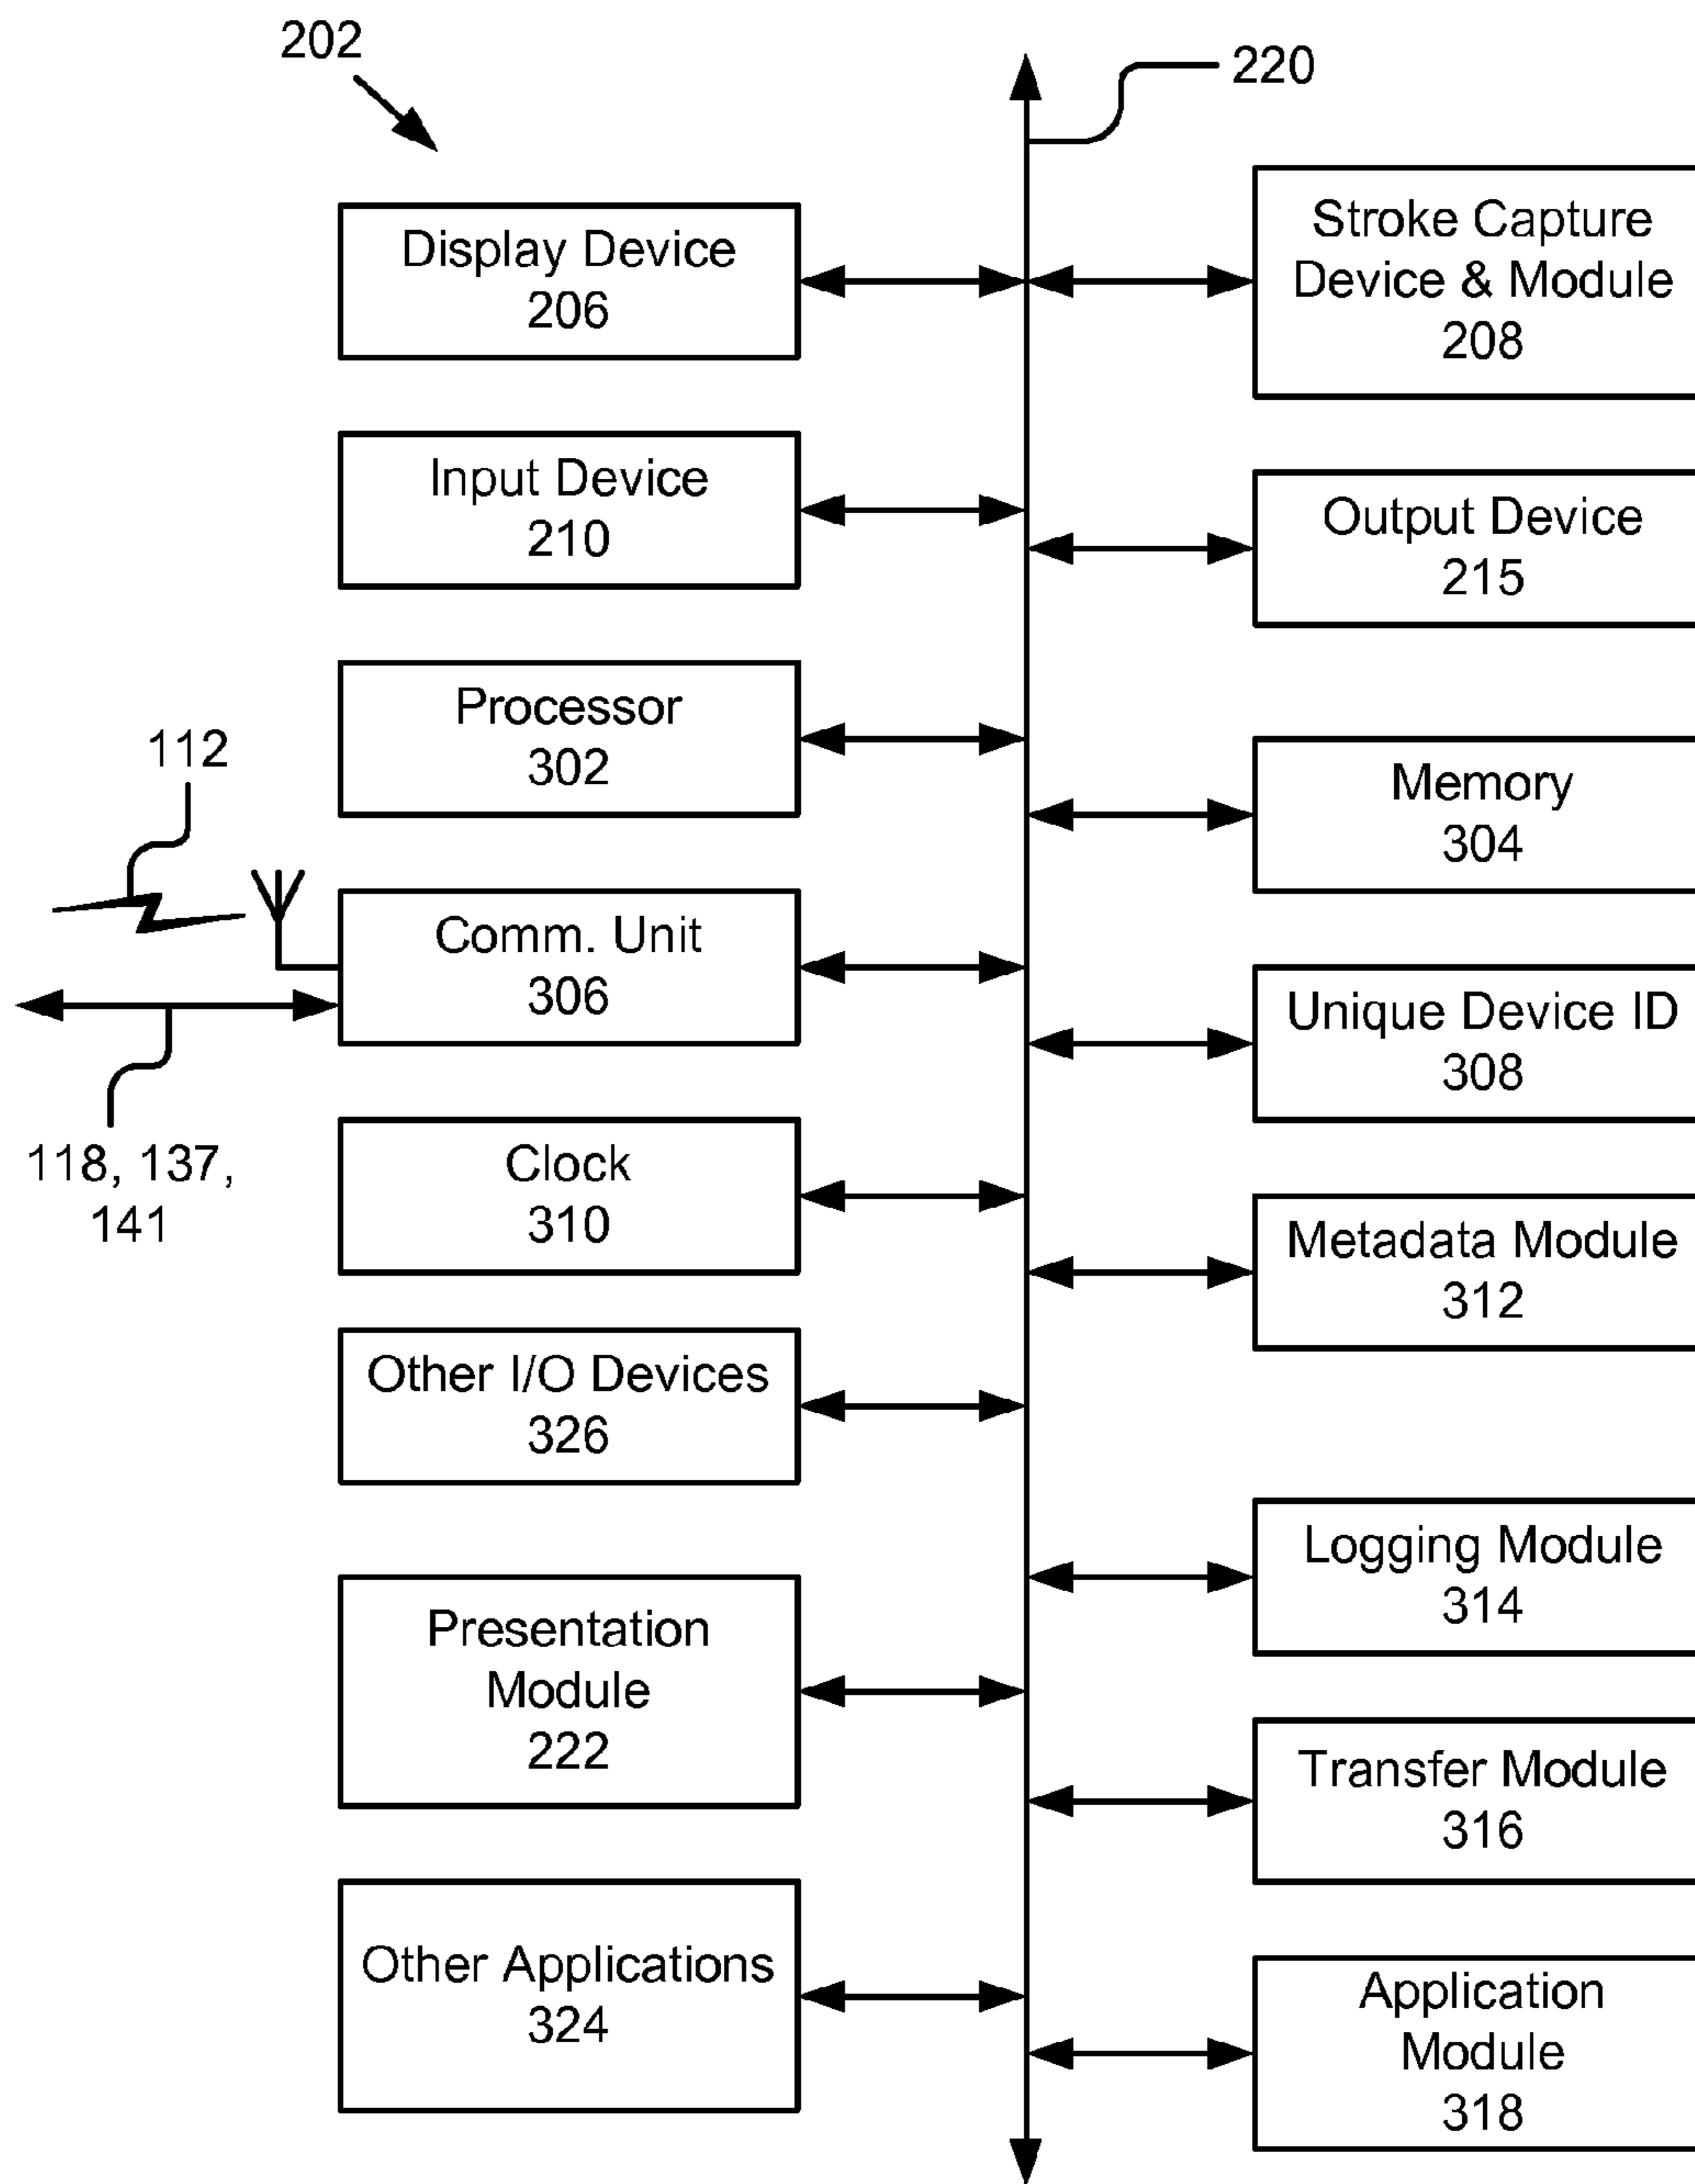 202
220
Display Device
206
Stroke Capture
Device & Module
208
Input Device
210
Output Device
215
Processor
302
112
Memory
304
Comm. Unit
306
Unique Device ID
308
118, 137,
141
Clock
310
Metadata Module
312
Other I/O Devices
326
Logging Module
314
Presentation
Module
222
Transfer Module
316
Other Applications
324
Application
Module
318